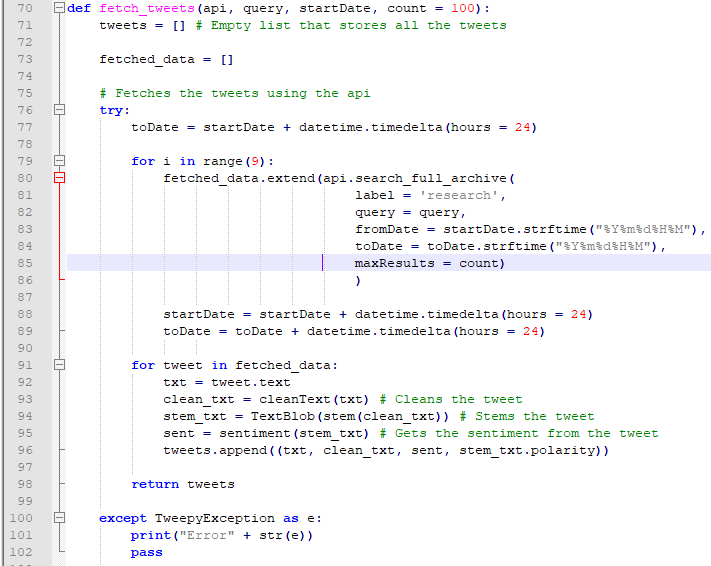 70 def fetch_tweets(api, query, startDate, count = 100):
71 tweets = [] # Empty list that stores all the tweets
72
73 fetched_data = []
74
75 # Fetches the tweets using the api
76 try:
77 toDate = startDate + datetime.timedelta(hours = 24)
78
79 for i in range(9):
80 fetched_data.extend(api.search_full_archive(
81 label = 'research',
82 query = query,
83 fromDate = startDate.strftime("%Y%m%d%H%M"),
84 toDate = toDate.strftime("%Y%m%d%H%M"),
85 maxResults = count)
86 )
87
88 startDate = startDate + datetime.timedelta(hours = 24)
89 toDate = toDate + datetime.timedelta(hours = 24)
90
91 for tweet in fetched_data:
92 txt = tweet.text
93 clean_txt = cleanText(txt) # Cleans the tweet
94 stem_txt = TextBlob(stem(clean_txt)) # Stems the tweet
95 sent = sentiment(stem_txt) # Gets the sentiment from the tweet
96 tweets.append((txt, clean_txt, sent, stem_txt.polarity))
97
98 return tweets
99
100 except TweepyException as e:
101 print("Error" + str(e))
102 pass